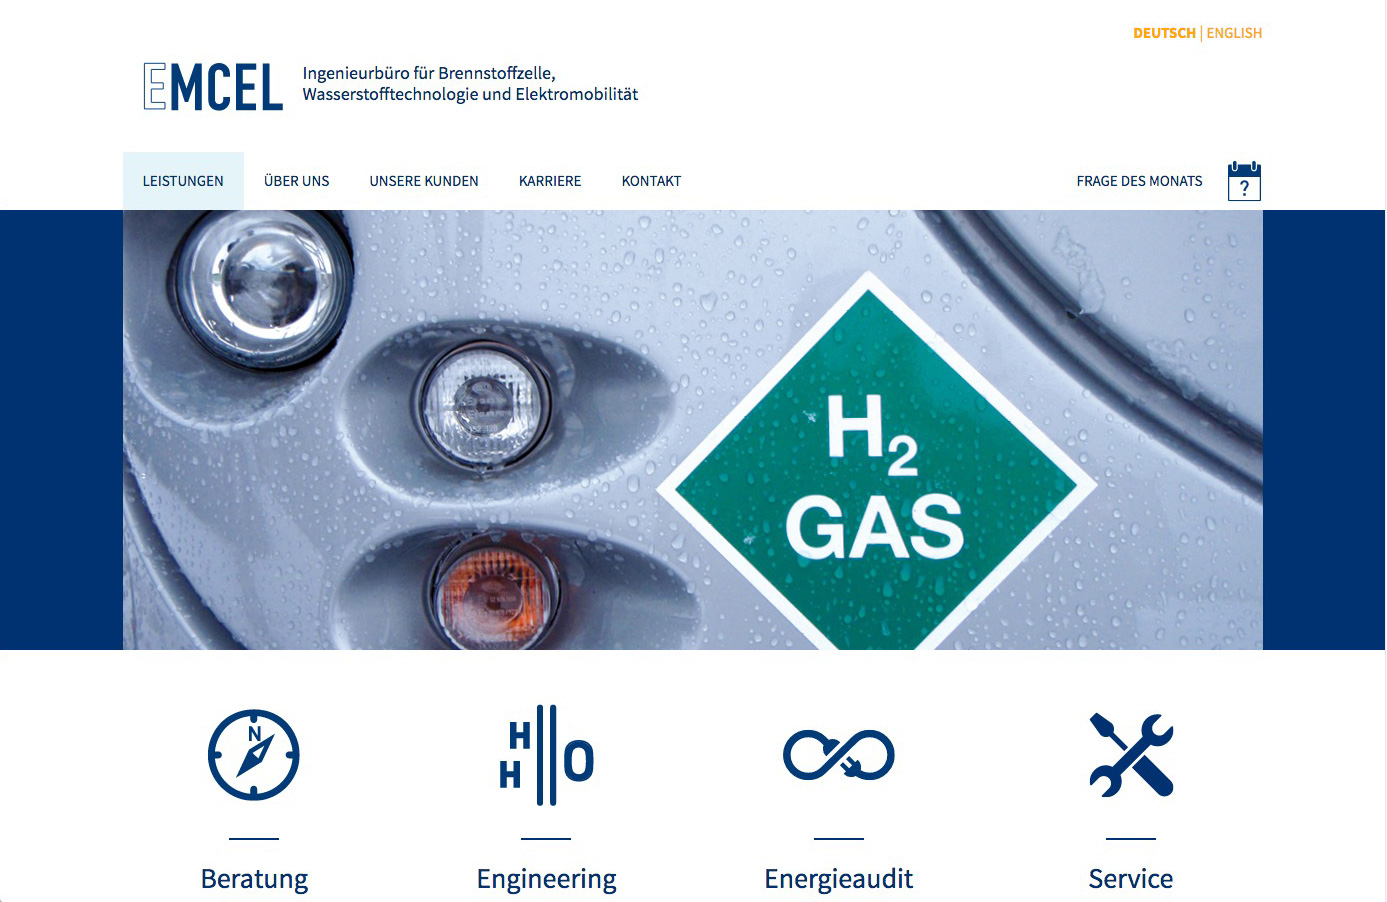 DEUTSCH | ENGLISH
EMCEL
Ingenieurbüro für Brennstoffzelle,
Wasserstofftechnologie und Elektromobilität
LEISTUNGEN ÜBER UNS UNSERE KUNDEN KARRIERE KONTAKT FRAGE DES MONATS ?
H₂
GAS
N
H
H
O
Beratung Engineering Energieaudit Service